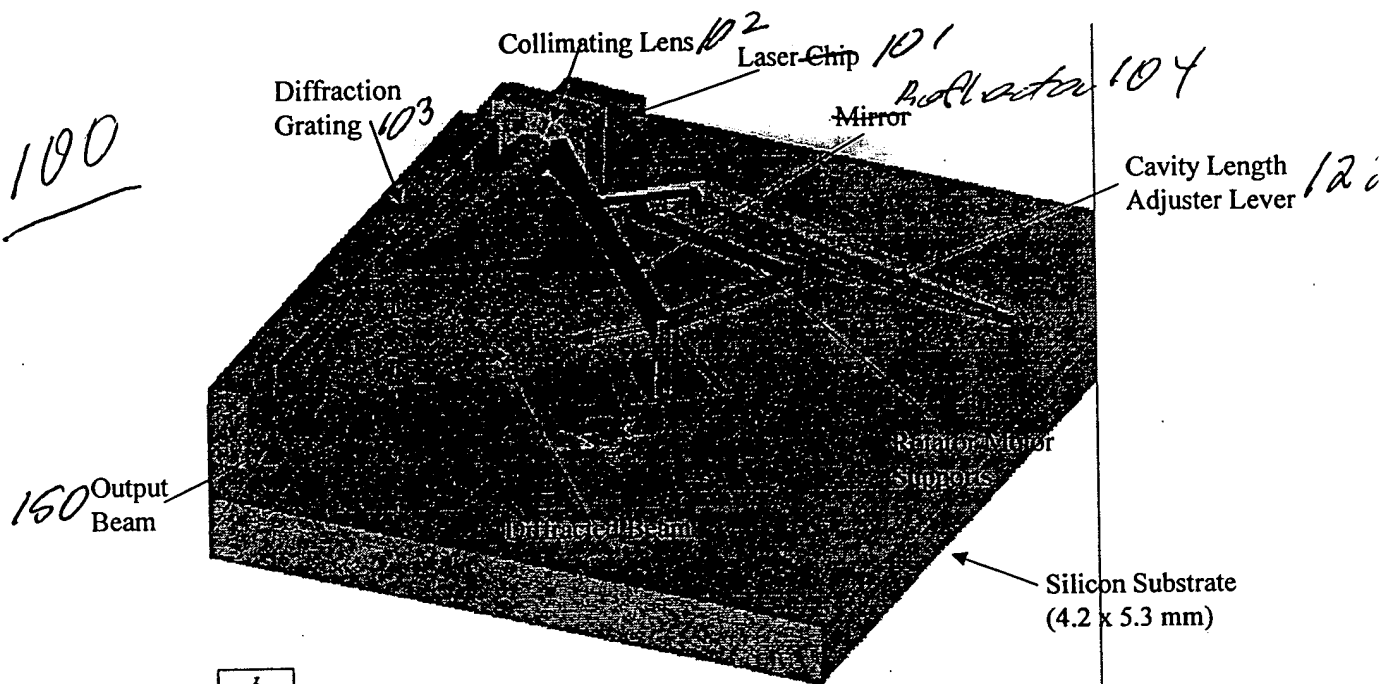 Collimating Lens 102
Laser Chip 101
Diffraction
Grating 103
Mirror Reflector 104
100
Cavity Length
Adjuster Lever
Rotator Motor
Supports
150 Output
Beam
Diffracted Beam
Silicon Substrate
(4.2 x 5.3 mm)